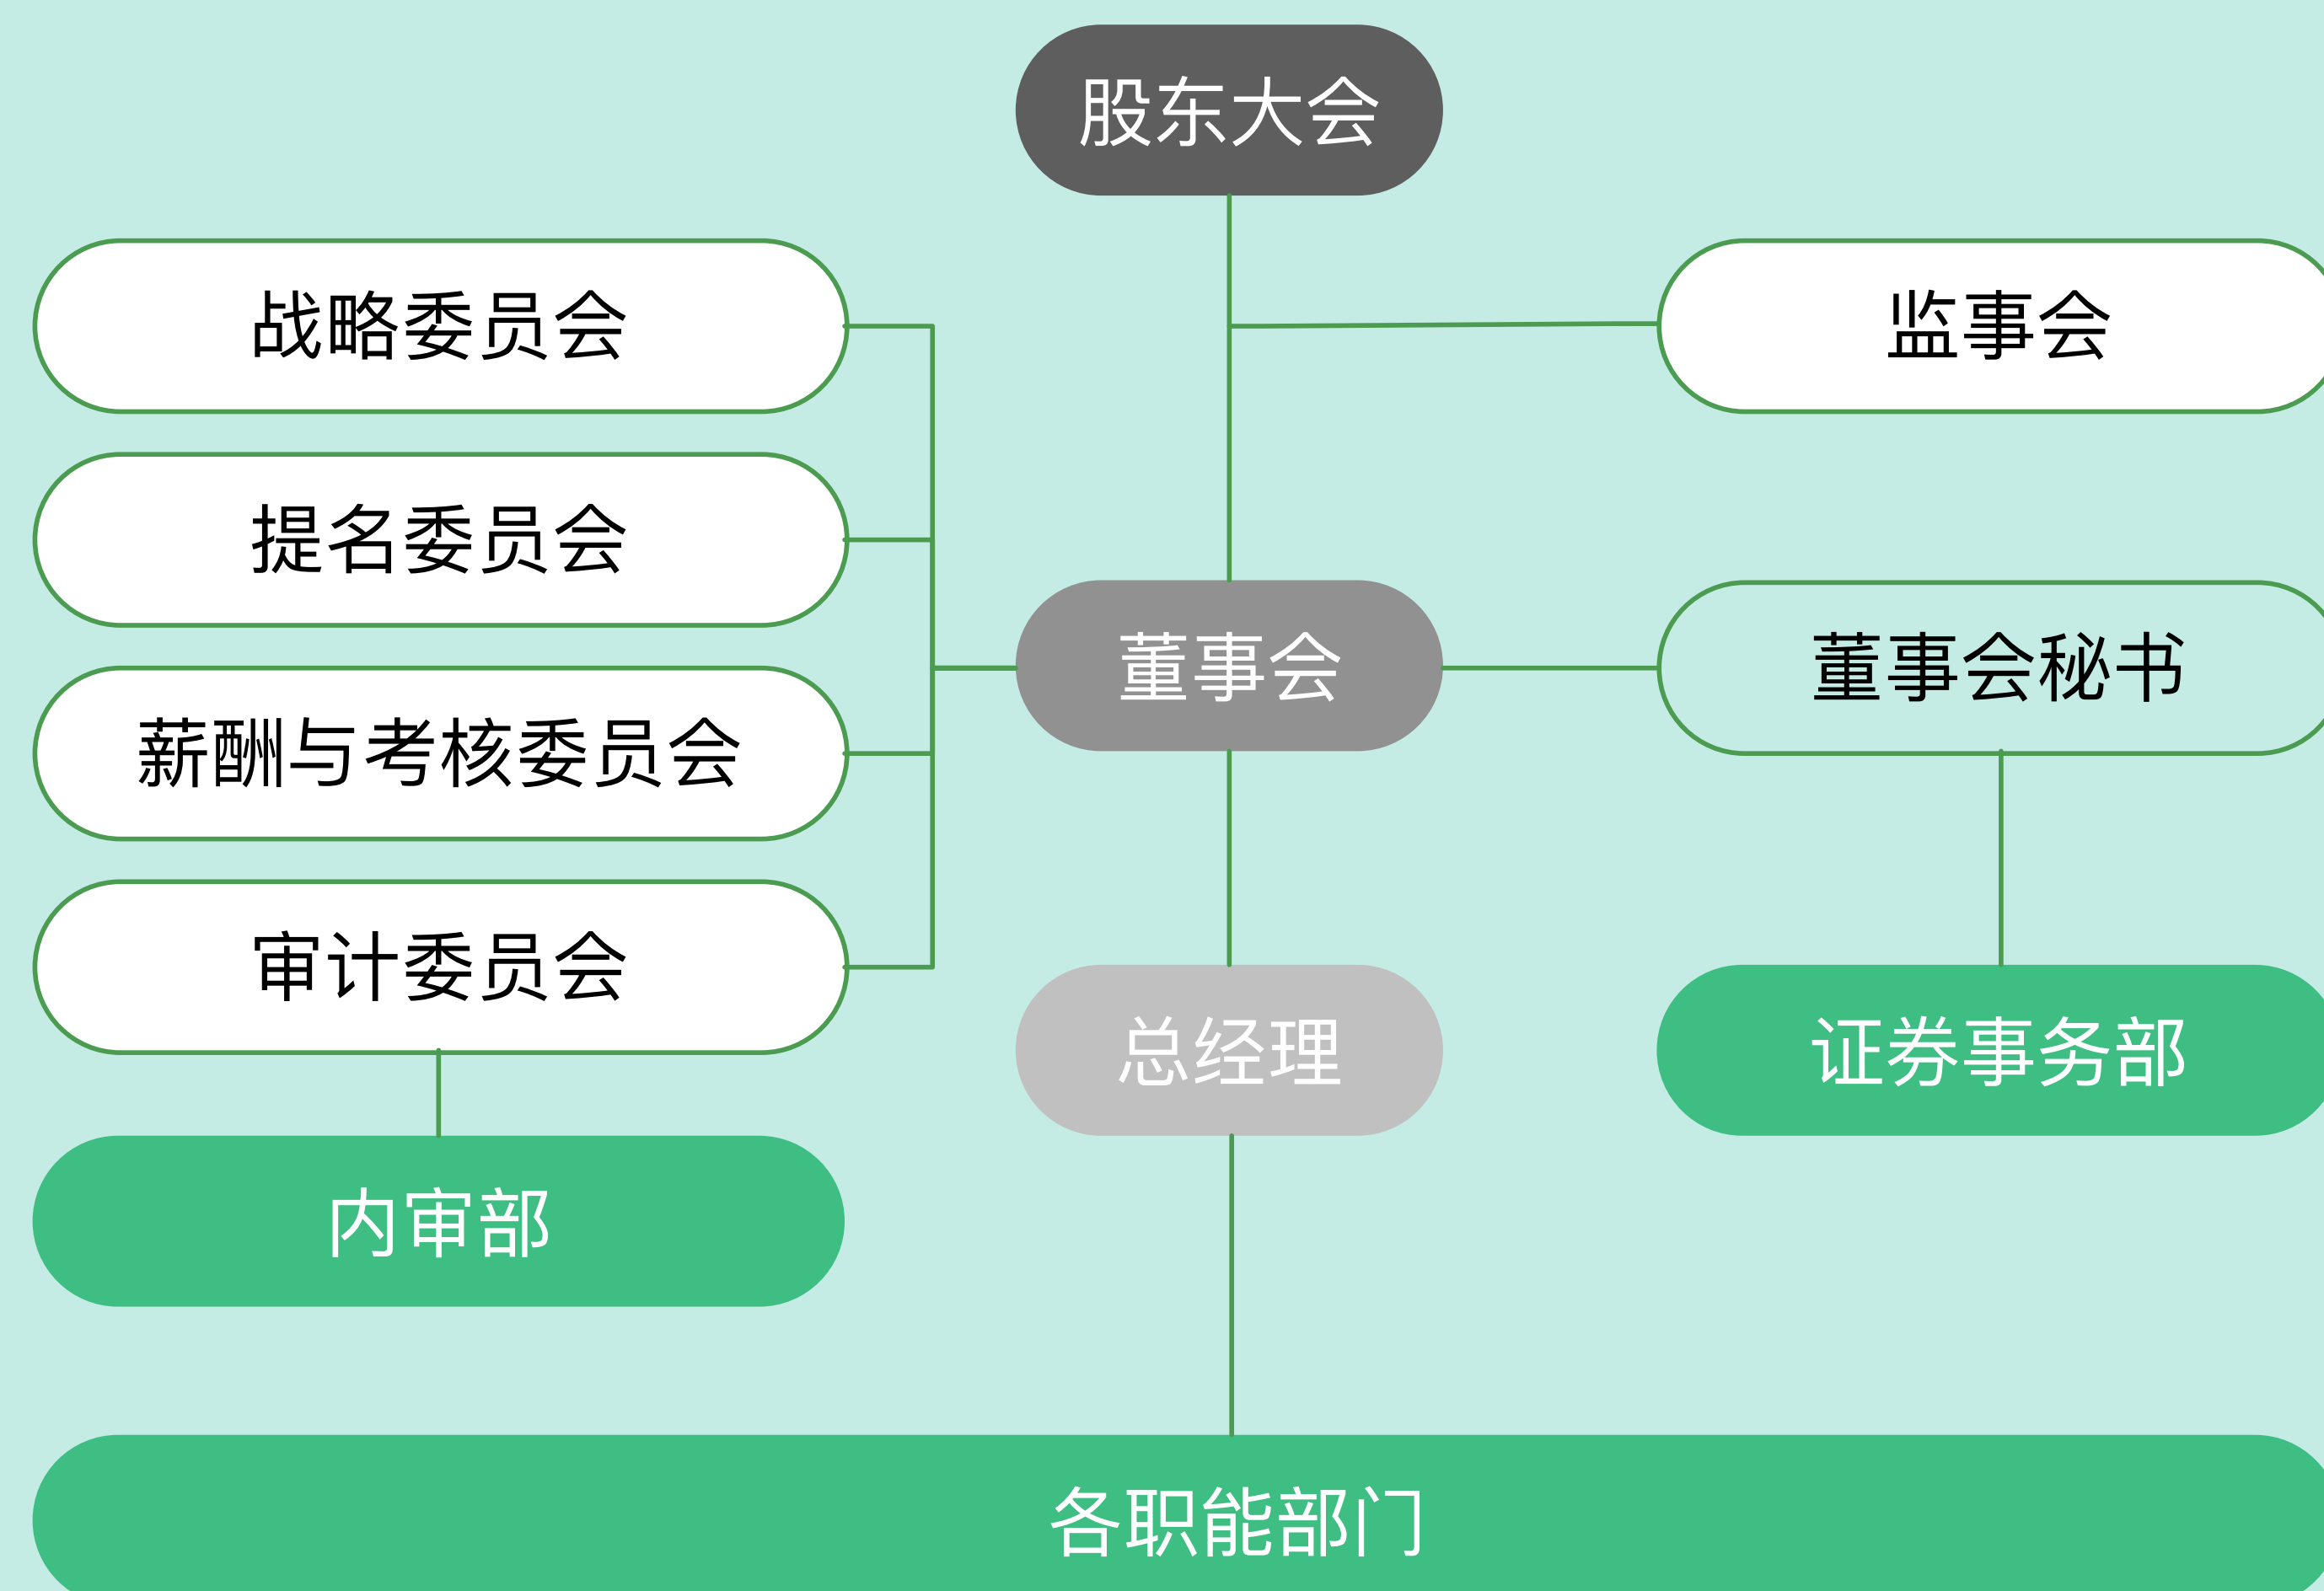 股东大会
战略委员会
监事会
提名委员会
董事会
董事会秘书
薪酬与考核委员会
审计委员会
总经理
证券事务部
内审部
各职能部门